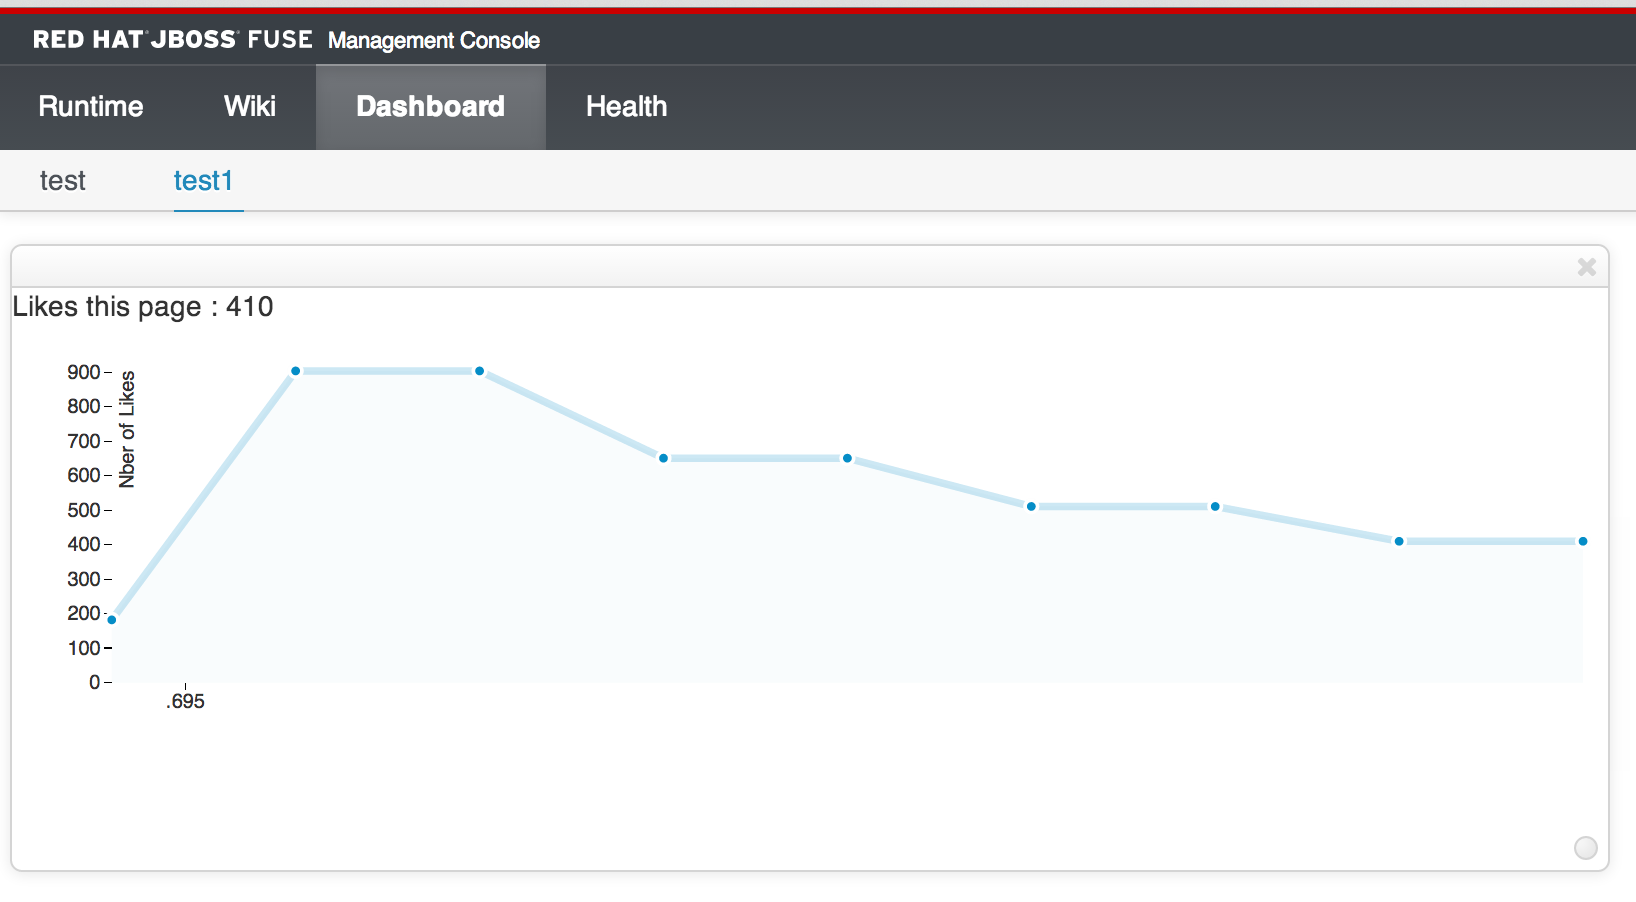 RED HAT JBOSS FUSE Management Console
Runtime Wiki Dashboard Health
test test1
Likes this page : 410
900
800
700
600
500
400
300
200
100
0
Nber of Likes
.695